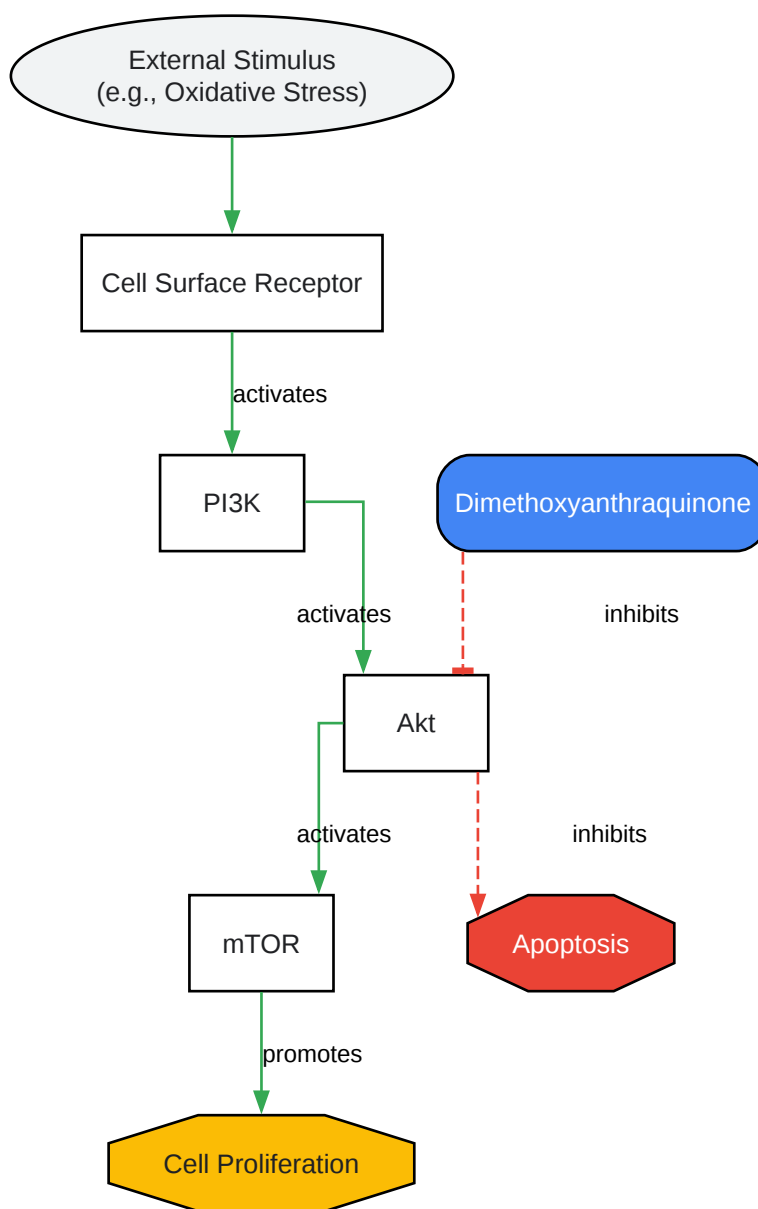 External Stimulus
(e.g., Oxidative Stress)
Cell Surface Receptor
activates
PI3K
Dimethoxyanthraquinone
activates
inhibits
Akt
activates
inhibits
mTOR
Apoptosis
promotes
Cell Proliferation